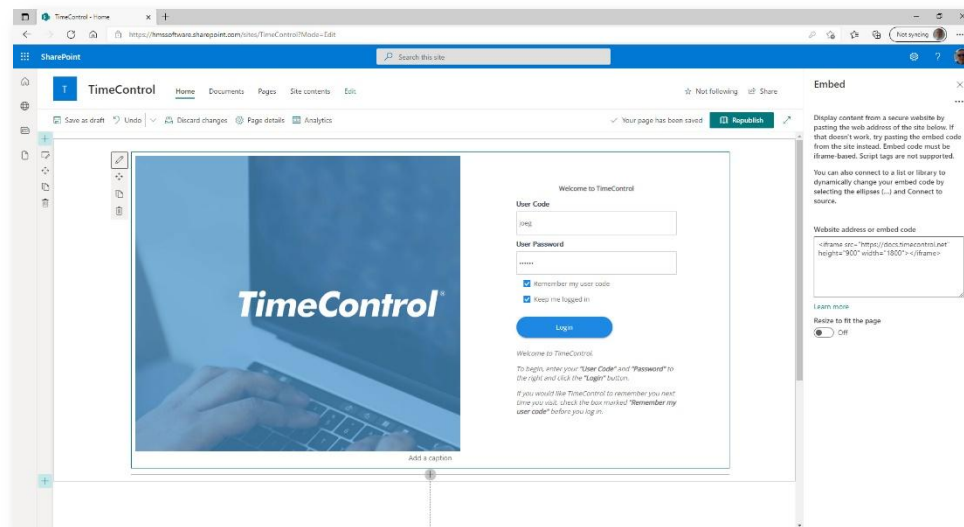 TimeControl - Home
https://hmssoftware.sharepoint.com/sites/TimeControl?Mode=Edit
Not syncing
SharePoint
Search this site
T
TimeControl
Home
Documents
Pages
Site contents
Edit
Not following
Share
Save as draft
Undo
Discard changes
Page details
Analytics
Your page has been saved
Republish
TimeControl®
Add a caption
Welcome to TimeControl
User Code
User Password
······
Remember my user code
Keep me logged in
Login
Welcome to TimeControl.
To begin, enter your "User Code" and "Password" to
the right and click the "Login" button.
If you would like TimeControl to remember you next
time you visit, check the box marked "Remember my
user code" before you log in.
Embed
Display content from a secure website by
pasting the web address of the site below. If
that doesn't work, try pasting the embed code
from the site instead. Embed code must be
iframe-based. Script tags are not supported.
You can also connect to a list or library to
dynamically change your embed code by
selecting the ellipses (...) and Connect to
source.
Website address or embed code
<iframe src="https://docs.timecontrol.net"
height="900" width="1800"></iframe>
Learn more
Resize to fit the page
Off